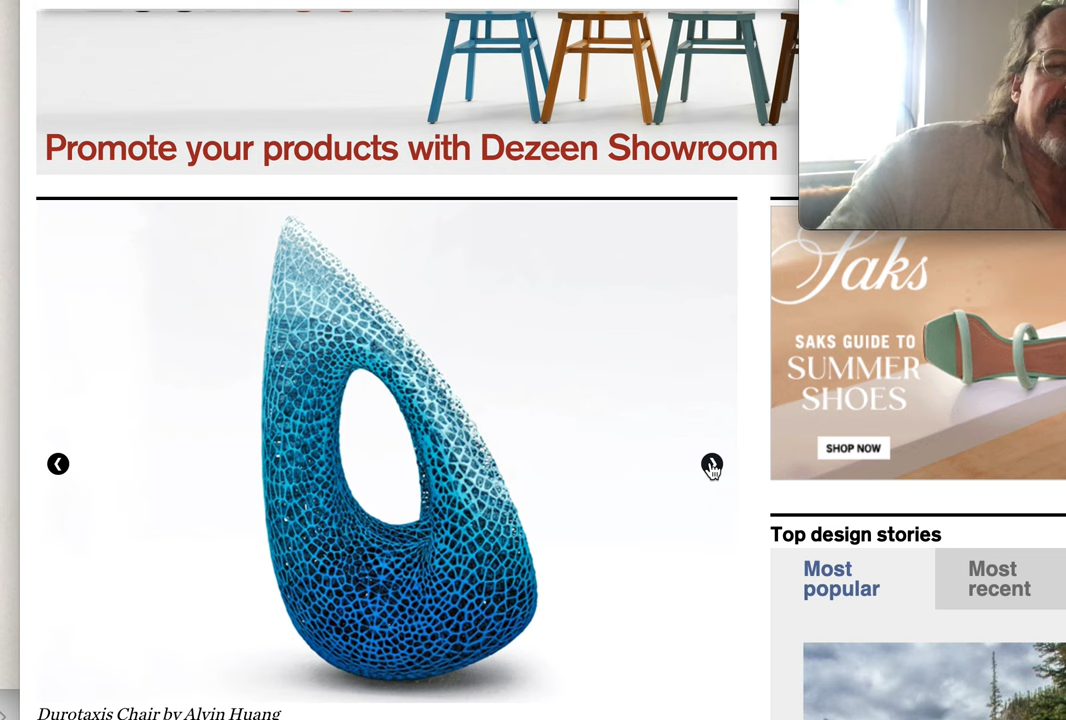 Promote your products with Dezeen Showroom
Saks
SAKS GUIDE TO
SUMMER
SHOES
SHOP NOW
Top design stories
Most
popular
Most
recent
Durotaxis Chair by Alvin Huang